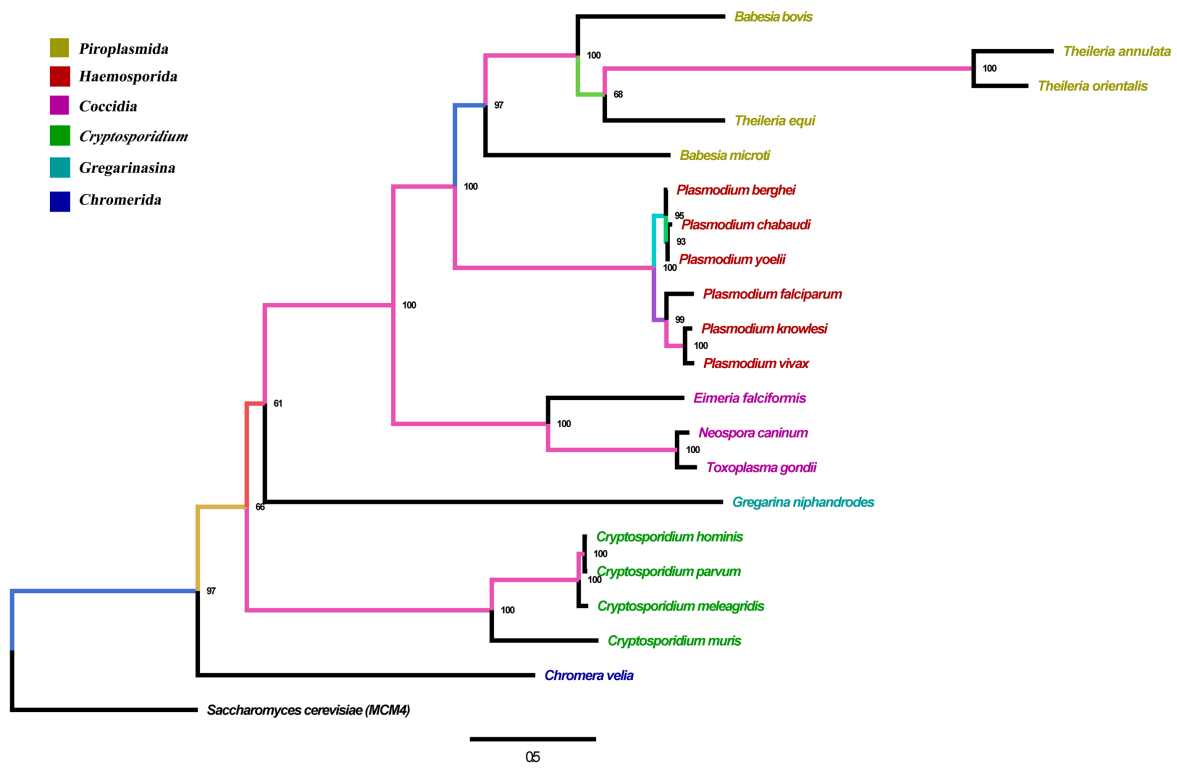 Piroplasmida
Haemosporida
Coccidia
Cryptosporidium
Gregarinasina
Chromerida
Babesia bovis
100
Theileria annulata
100
Theileria orientalis
68
97
Theileria equi
Babesia microti
100
Plasmodium berghei
95
Plasmodium chabaudi
93
Plasmodium yoelii
100
Plasmodium falciparum
100
99
Plasmodium knowlesi
100
Plasmodium vivax
Eimeria falciformis
61
100
Neospora caninum
100
Toxoplasma gondii
Gregarina niphandrodes
66
Cryptosporidium hominis
100
Cryptosporidium parvum
100
97
Cryptosporidium meleagridis
100
Cryptosporidium muris
Chromera velia
Saccharomyces cerevisiae (MCM4)
0.5